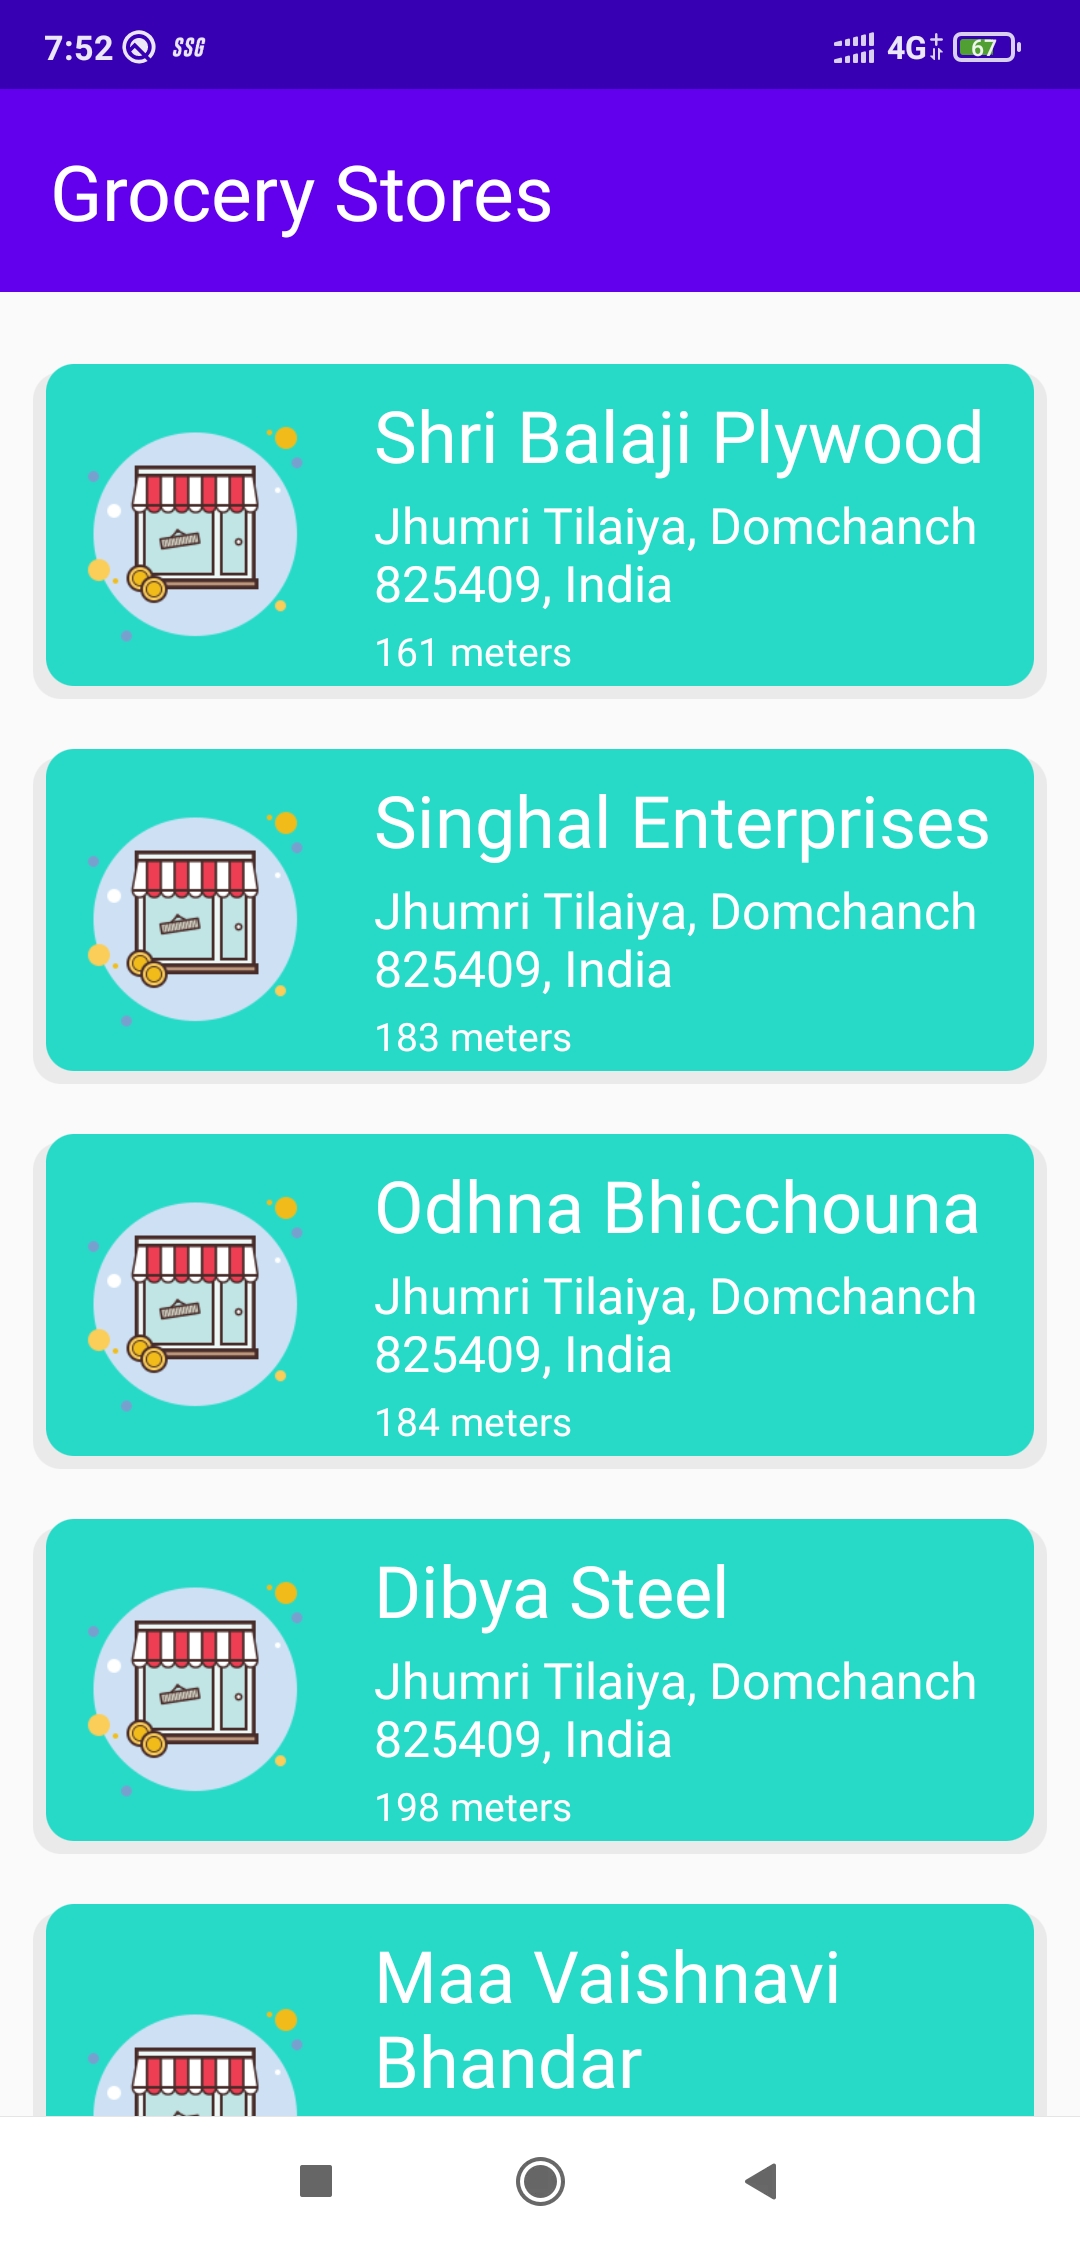 7:52 SSG 4G+ 67
Grocery Stores
Shri Balaji Plywood
Jhumri Tilaiya, Domchanch
825409, India
161 meters
Singhal Enterprises
Jhumri Tilaiya, Domchanch
825409, India
183 meters
Odhna Bhicchouna
Jhumri Tilaiya, Domchanch
825409, India
184 meters
Dibya Steel
Jhumri Tilaiya, Domchanch
825409, India
198 meters
Maa Vaishnavi
Bhandar